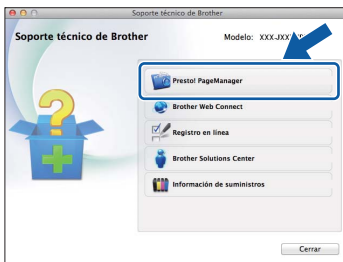 Soporte técnico de Brother
Soporte técnico de Brother
Modelo: XXX-JXX
Presto! PageManager
Brother Web Connect
Registro en línea
Brother Solutions Center
Información de suministros
Cerrar